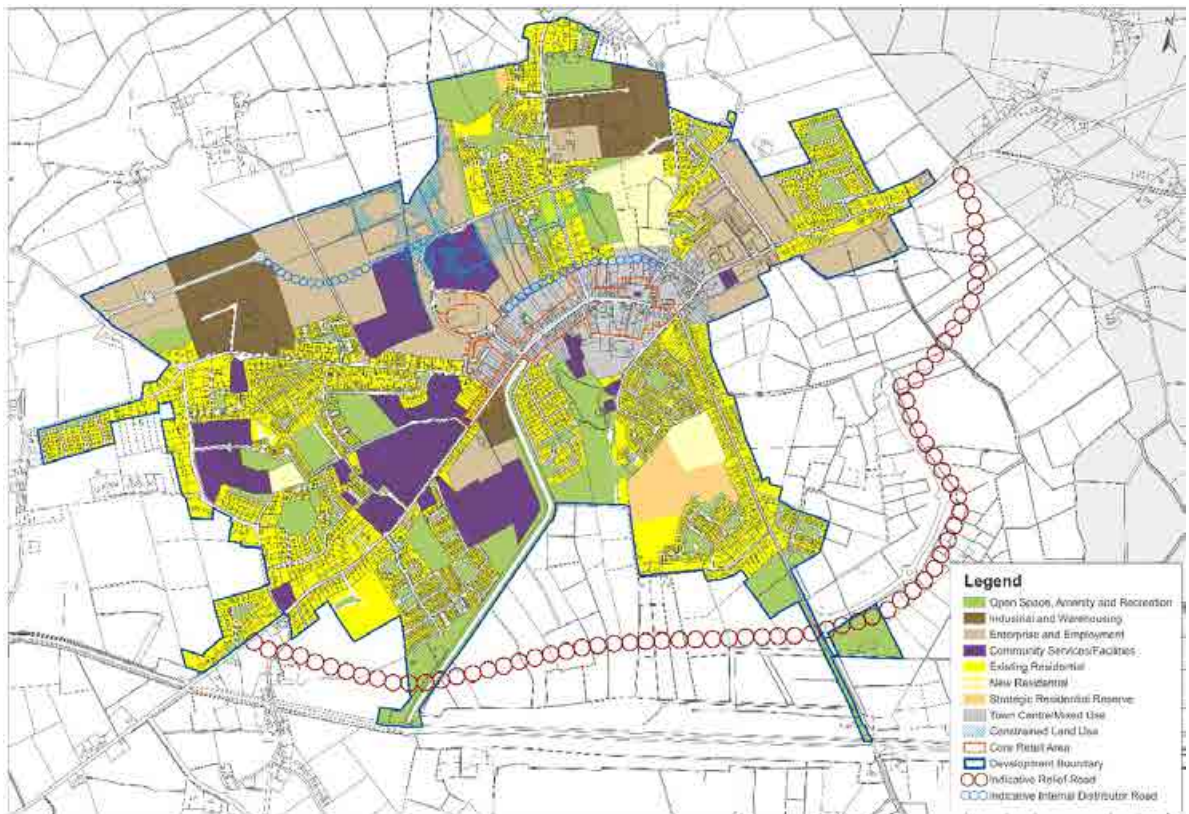 N
Legend
Open Space, Amenity and Recreation
Industrial and Warehousing
Enterprise and Employment
Community Services/Facilities
Existing Residential
New Residential
Strategic Residential Reserve
Town Centre/Mixed Use
Constrained Land Use
Core Retail Area
Development Boundary
Indicative Relief Road
Indicative Internal Distributor Road